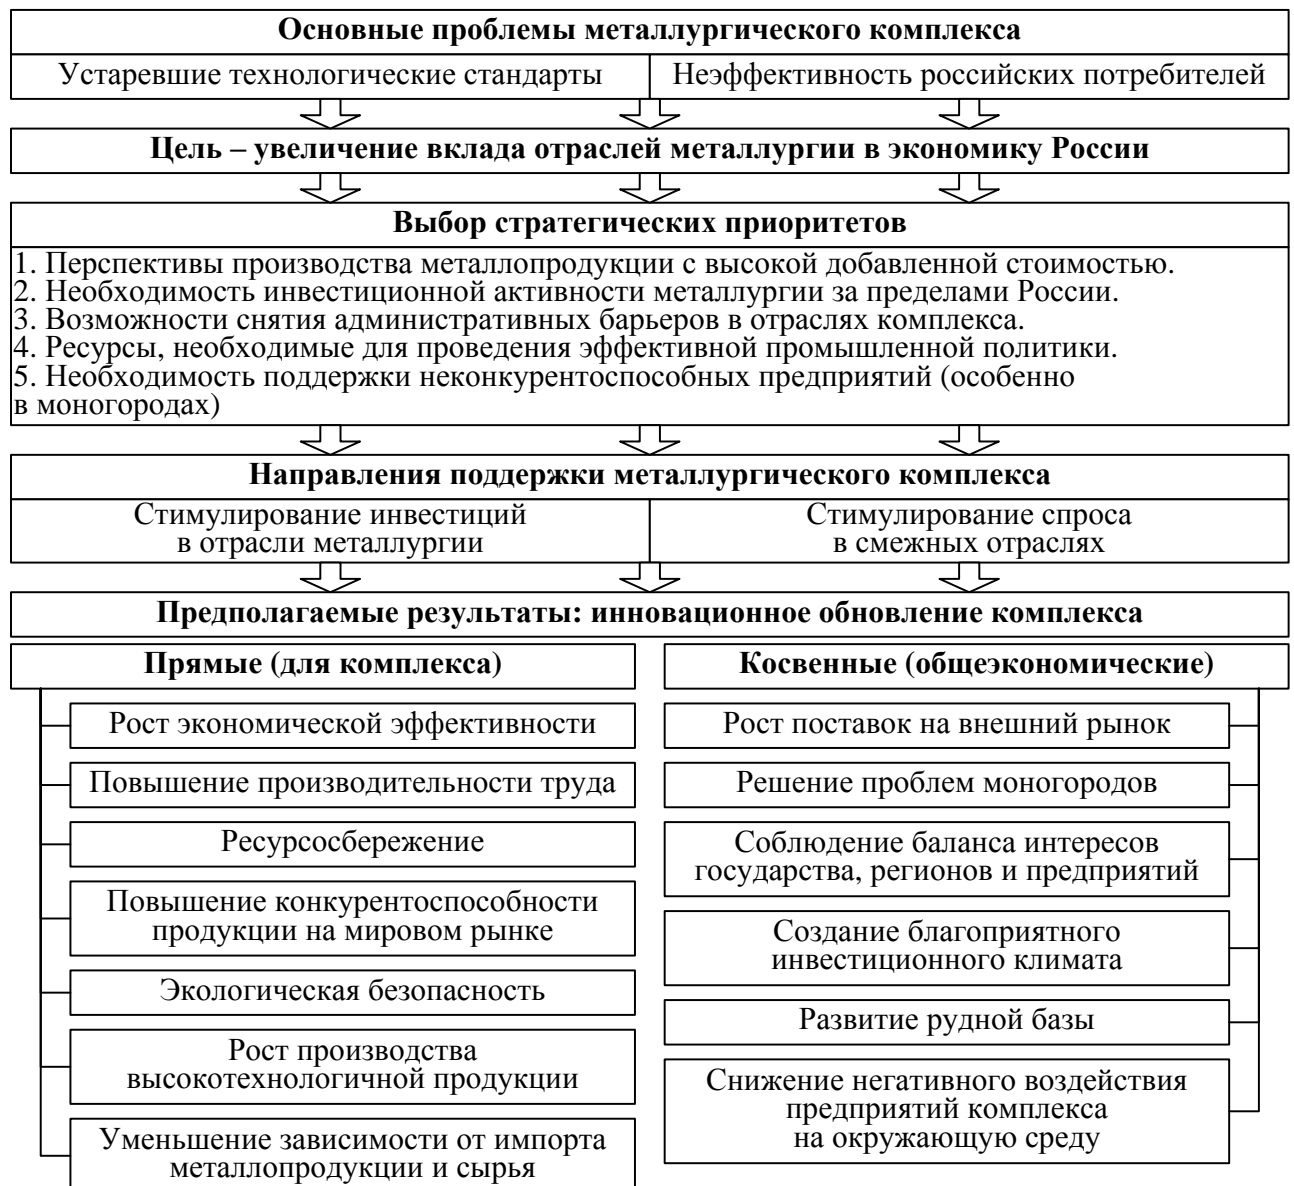 Основные проблемы металлургического комплекса
Устаревшие технологические стандарты
Неэффективность российских потребителей
Цель – увеличение вклада отраслей металлургии в экономику России
Выбор стратегических приоритетов
1. Перспективы производства металлопродукции с высокой добавленной стоимостью.
2. Необходимость инвестиционной активности металлургии за пределами России.
3. Возможности снятия административных барьеров в отраслях комплекса.
4. Ресурсы, необходимые для проведения эффективной промышленной политики.
5. Необходимость поддержки неконкурентоспособных предприятий (особенно
в моногородах)
Направления поддержки металлургического комплекса
Стимулирование инвестиций
в отрасли металлургии
Стимулирование спроса
в смежных отраслях
Предполагаемые результаты: инновационное обновление комплекса
Прямые (для комплекса)
Рост экономической эффективности
Повышение производительности труда
Ресурсосбережение
Повышение конкурентоспособности
продукции на мировом рынке
Экологическая безопасность
Рост производства
высокотехнологичной продукции
Уменьшение зависимости от импорта
металлопродукции и сырья
Косвенные (общеэкономические)
Рост поставок на внешний рынок
Решение проблем моногородов
Соблюдение баланса интересов
государства, регионов и предприятий
Создание благоприятного
инвестиционного климата
Развитие рудной базы
Снижение негативного воздействия
предприятий комплекса
на окружающую среду